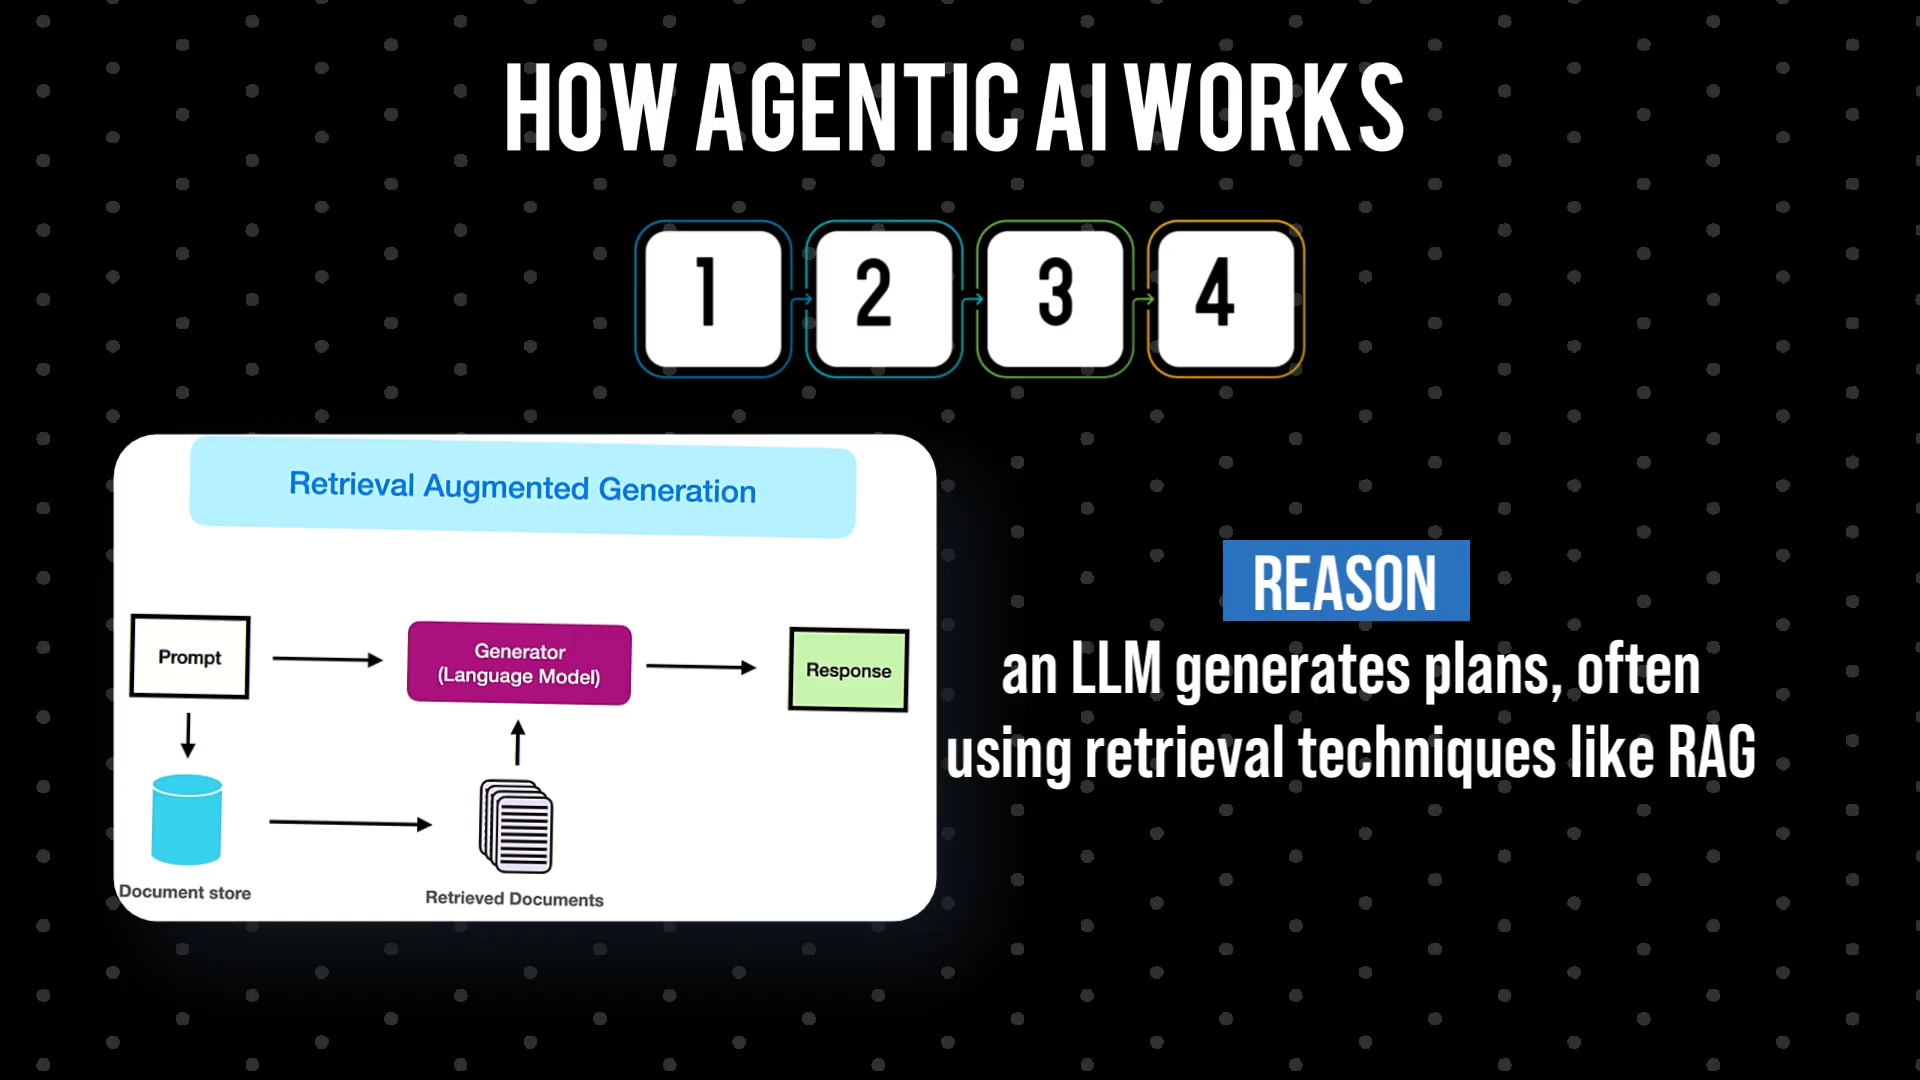 HOW AGENTIC AI WORKS
1
2
3
4
Retrieval Augmented Generation
Prompt
Generator
(Language Model)
Response
Document store
Retrieved Documents
REASON
an LLM generates plans, often
using retrieval techniques like RAG